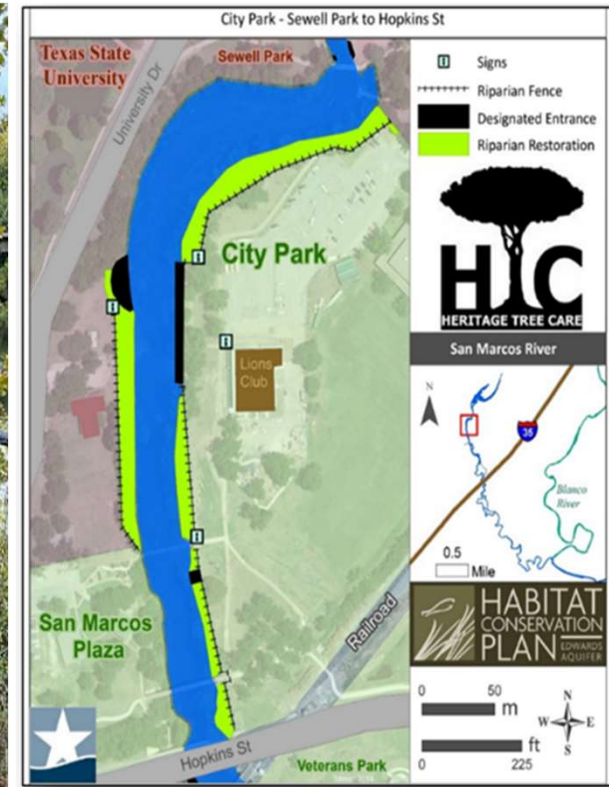 City Park - Sewell Park to Hopkins St
Texas State
University
University Dr
Sewell Park
City Park
Lions
Club
San Marcos
Plaza
Railroad
Hopkins St
Veterans Park
Signs
Riparian Fence
Designated Entrance
Riparian Restoration
HTC
HERITAGE TREE CARE
San Marcos River
N
35
Blanco
River
0.5
Mile
HABITAT
CONSERVATION
PLAN
EDWARDS
AQUIFER
0 50
m
0 225
ft
N
W E
S